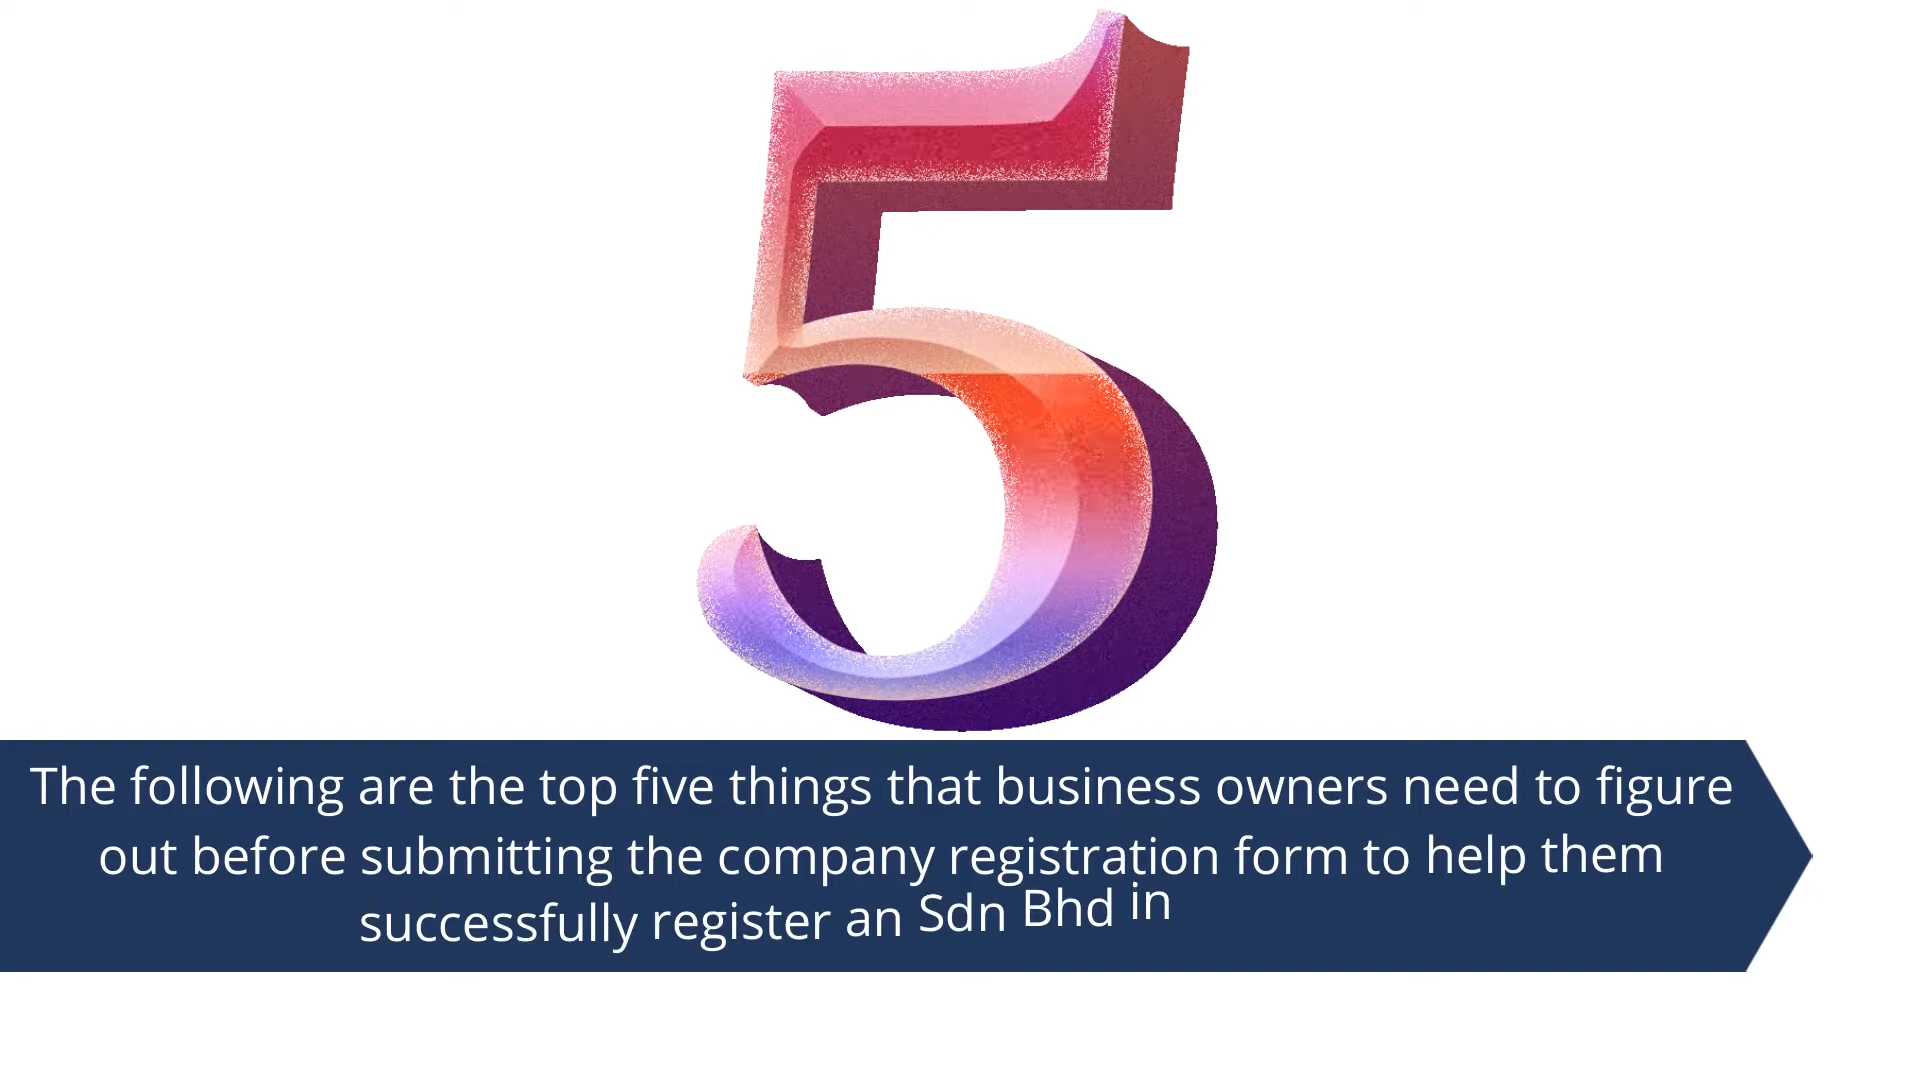 5
The following are the top five things that business owners need to figure
out before submitting the company registration form to help them
successfully register an Sdn Bhd in